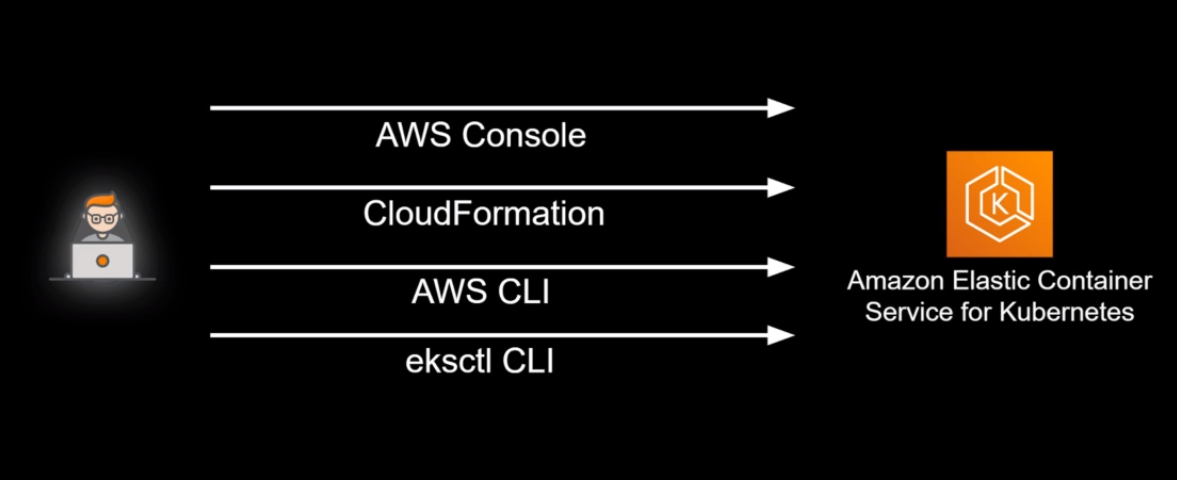 AWS Console
CloudFormation
AWS CLI
eksctl CLI
K
Amazon Elastic Container
Service for Kubernetes